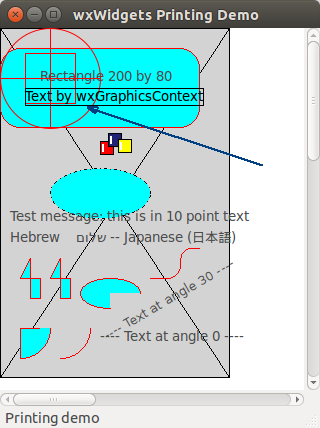 wxWidgets Printing Demo
Rectangle 200 by 80
Text by wxGraphicsContext
Test message: this is in 10 point text
Hebrew שלום -- Japanese (日本語)
---- Text at angle 30 ----
---- Text at angle 0 ----
Printing demo